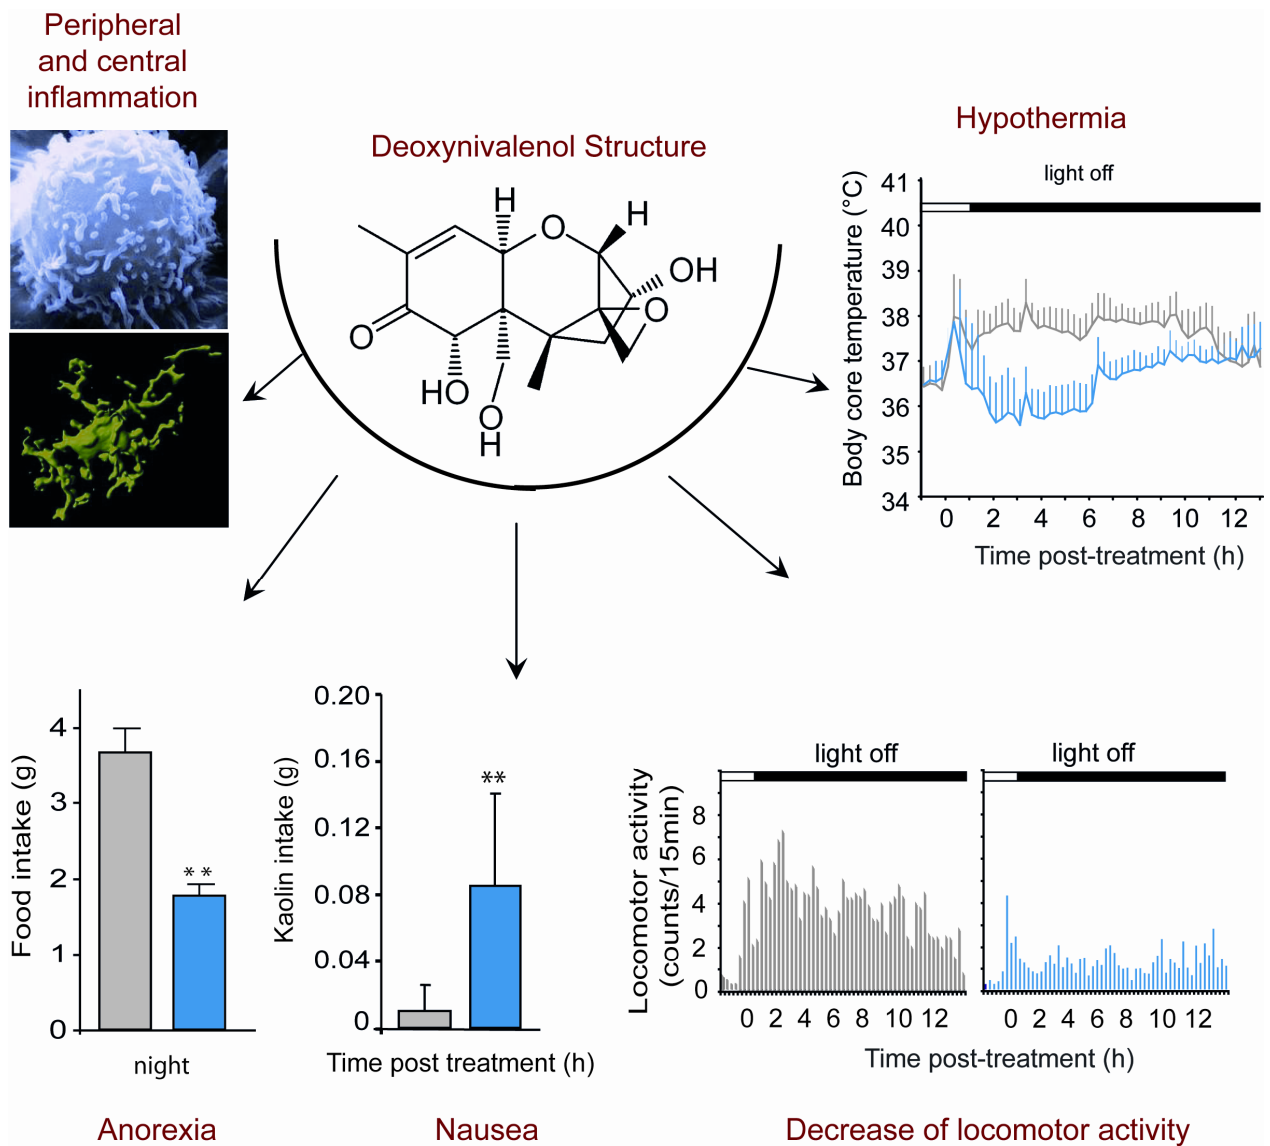 Peripheral
and central
inflammation
Deoxynivalenol Structure
H
O
H
OH
O
O
HO
O
H
Hypothermia
light off
Body core temperature (°C)
41
40
39
38
37
36
35
34
0 2 4 6 8 10 12
Time post-treatment (h)
Food intake (g)
4
3
2
1
0
**
night
Anorexia
Kaolin intake (g)
0.20
0.16
0.12
0.08
0.04
0
**
Time post treatment (h)
Nausea
Locomotor activity
(counts/15min)
light off
8
6
4
2
0
0 2 4 6 8 10 12
light off
0 2 4 6 8 10 12
Time post-treatment (h)
Decrease of locomotor activity